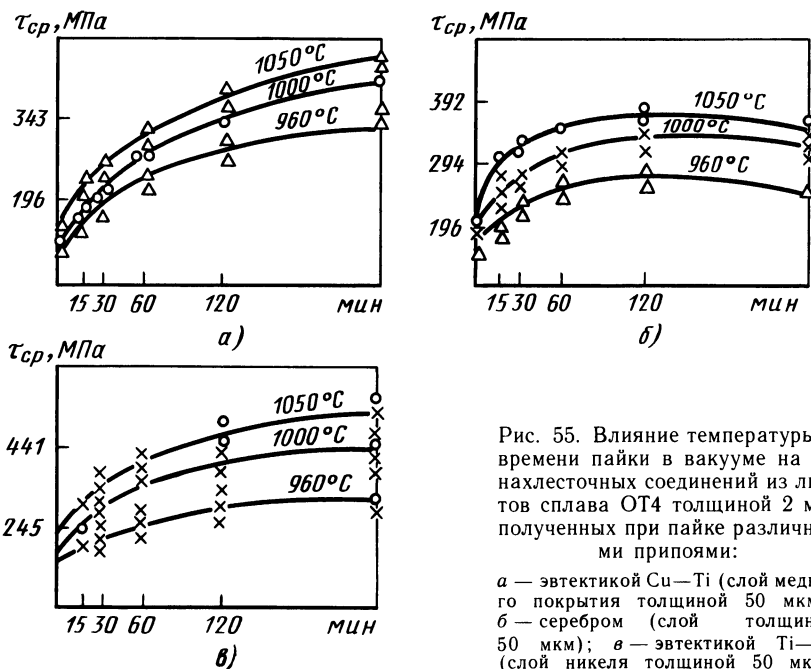 τср, МПа
343
196
1050°С
1000°С
960°С
15 30 60 120 мин
а)
τср, МПа
392
294
196
1050°С
1000°С
960°С
15 30 60 120 мин
б)
τср, МПа
441
245
1050°С
1000°С
960°С
15 30 60 120 мин
в)
Рис. 55. Влияние температуры
времени пайки в вакууме на
нахлесточных соединений из
тов сплава ОТ4 толщиной 2
полученных при пайке
ми припоями:
а — эвтектикой Cu—Ti (слой
го покрытия толщиной 50 мкм
б — серебром (слой
50 мкм); в — эвтектикой Ti—
(слой никеля толщиной 50